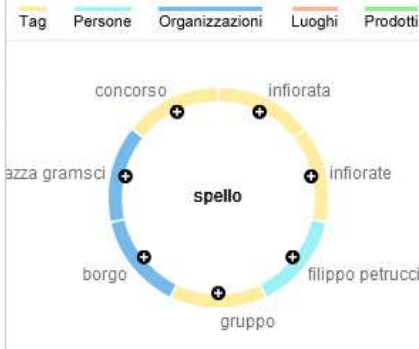 Tag Persone Organizzazioni Luoghi Prodotti
concorso infiorata
azza gramsci infiorate
spello
borgo filippo petrucci
gruppo